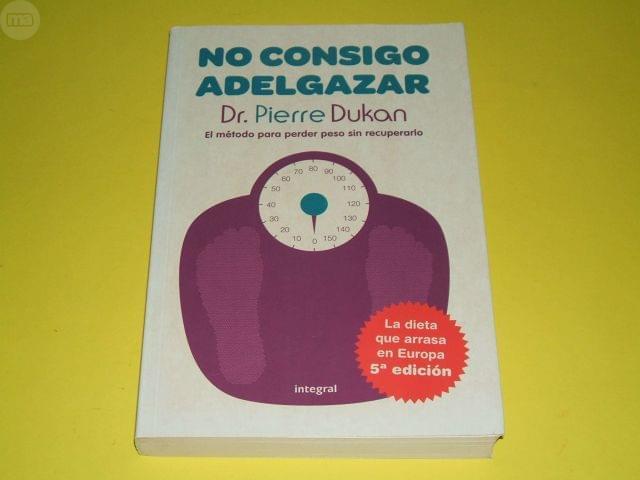 ma
NO CONSIGO
ADELGAZAR
Dr. Pierre Dukan
El método para perder peso sin recuperarlo
0 10 20 30 40 50 60 70 80 90 100 110 120 130 140 150
La dieta
que arrasa
en Europa
5ª edición
integral